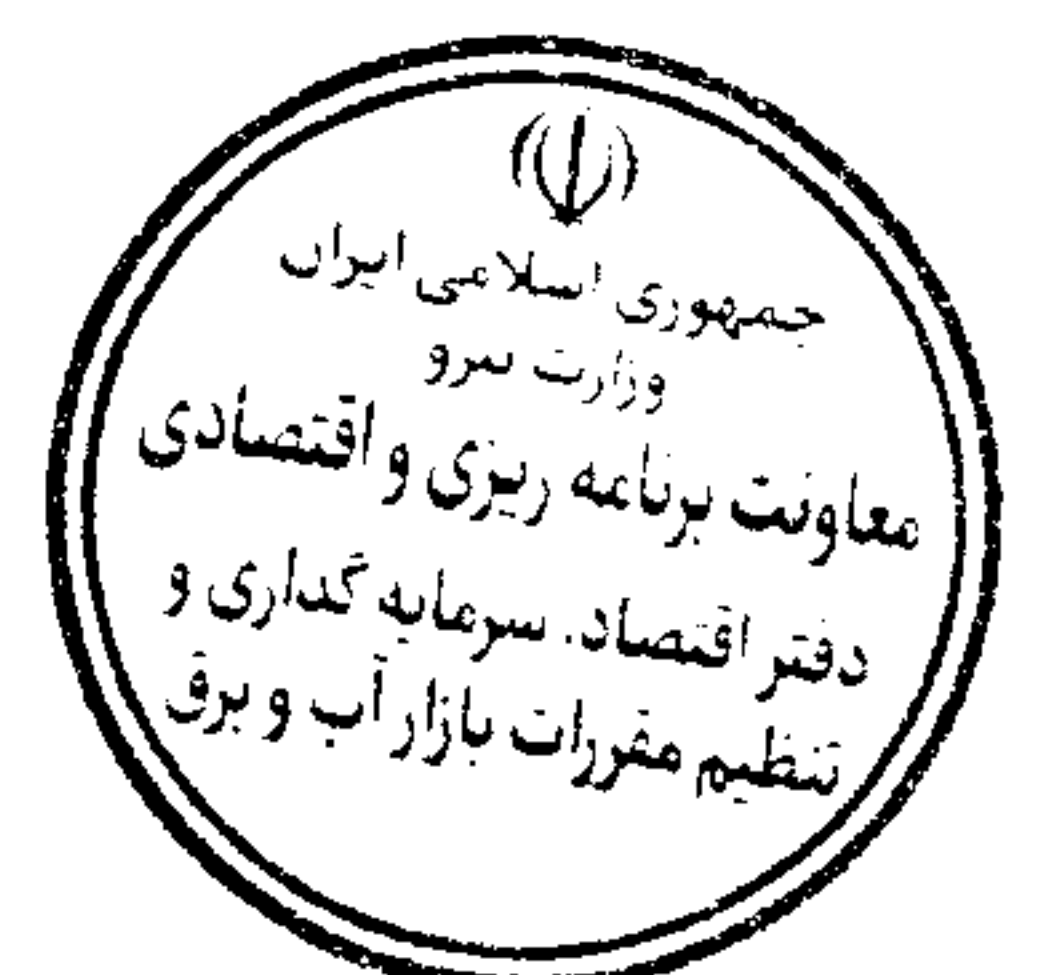 جمهوری اسلامی ایران
وزارت نیرو
معاونت برنامه ریزی و اقتصادی
دفتر اقتصاد، سرمایه گذاری و
تنظیم مقررات بازار آب و برق